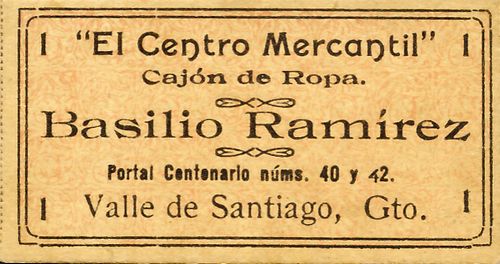 1 "El Centro Mercantil" 1
Cajón de Ropa.
Basilio Ramírez
Portal Centenario núms. 40 y 42.
1 Valle de Santiago, Gto. 1